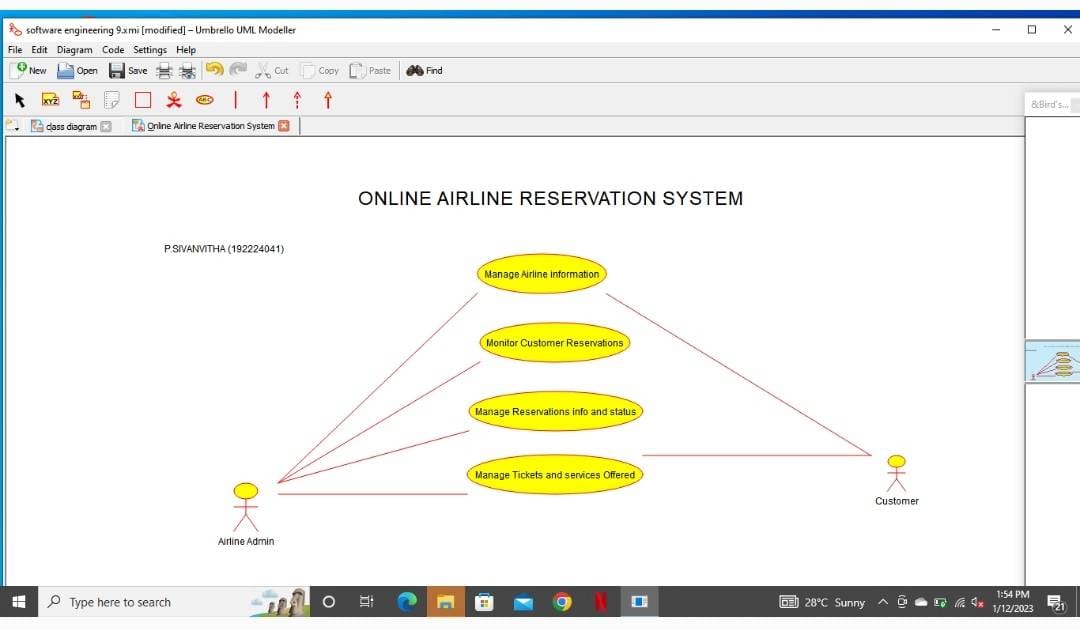 software engineering 9.xmi [modified] – Umbrello UML Modeller
File Edit Diagram Code Settings Help
New Open Save Cut Copy Paste Find
XYZ ABC
&Bird's...
class diagram Online Airline Reservation System
ONLINE AIRLINE RESERVATION SYSTEM
P.SIVANVITHA (192224041)
Manage Airline information
Monitor Customer Reservations
Manage Reservations info and status
Manage Tickets and services Offered
Customer
Airline Admin
Type here to search
28°C Sunny
1:54 PM
1/12/2023
21